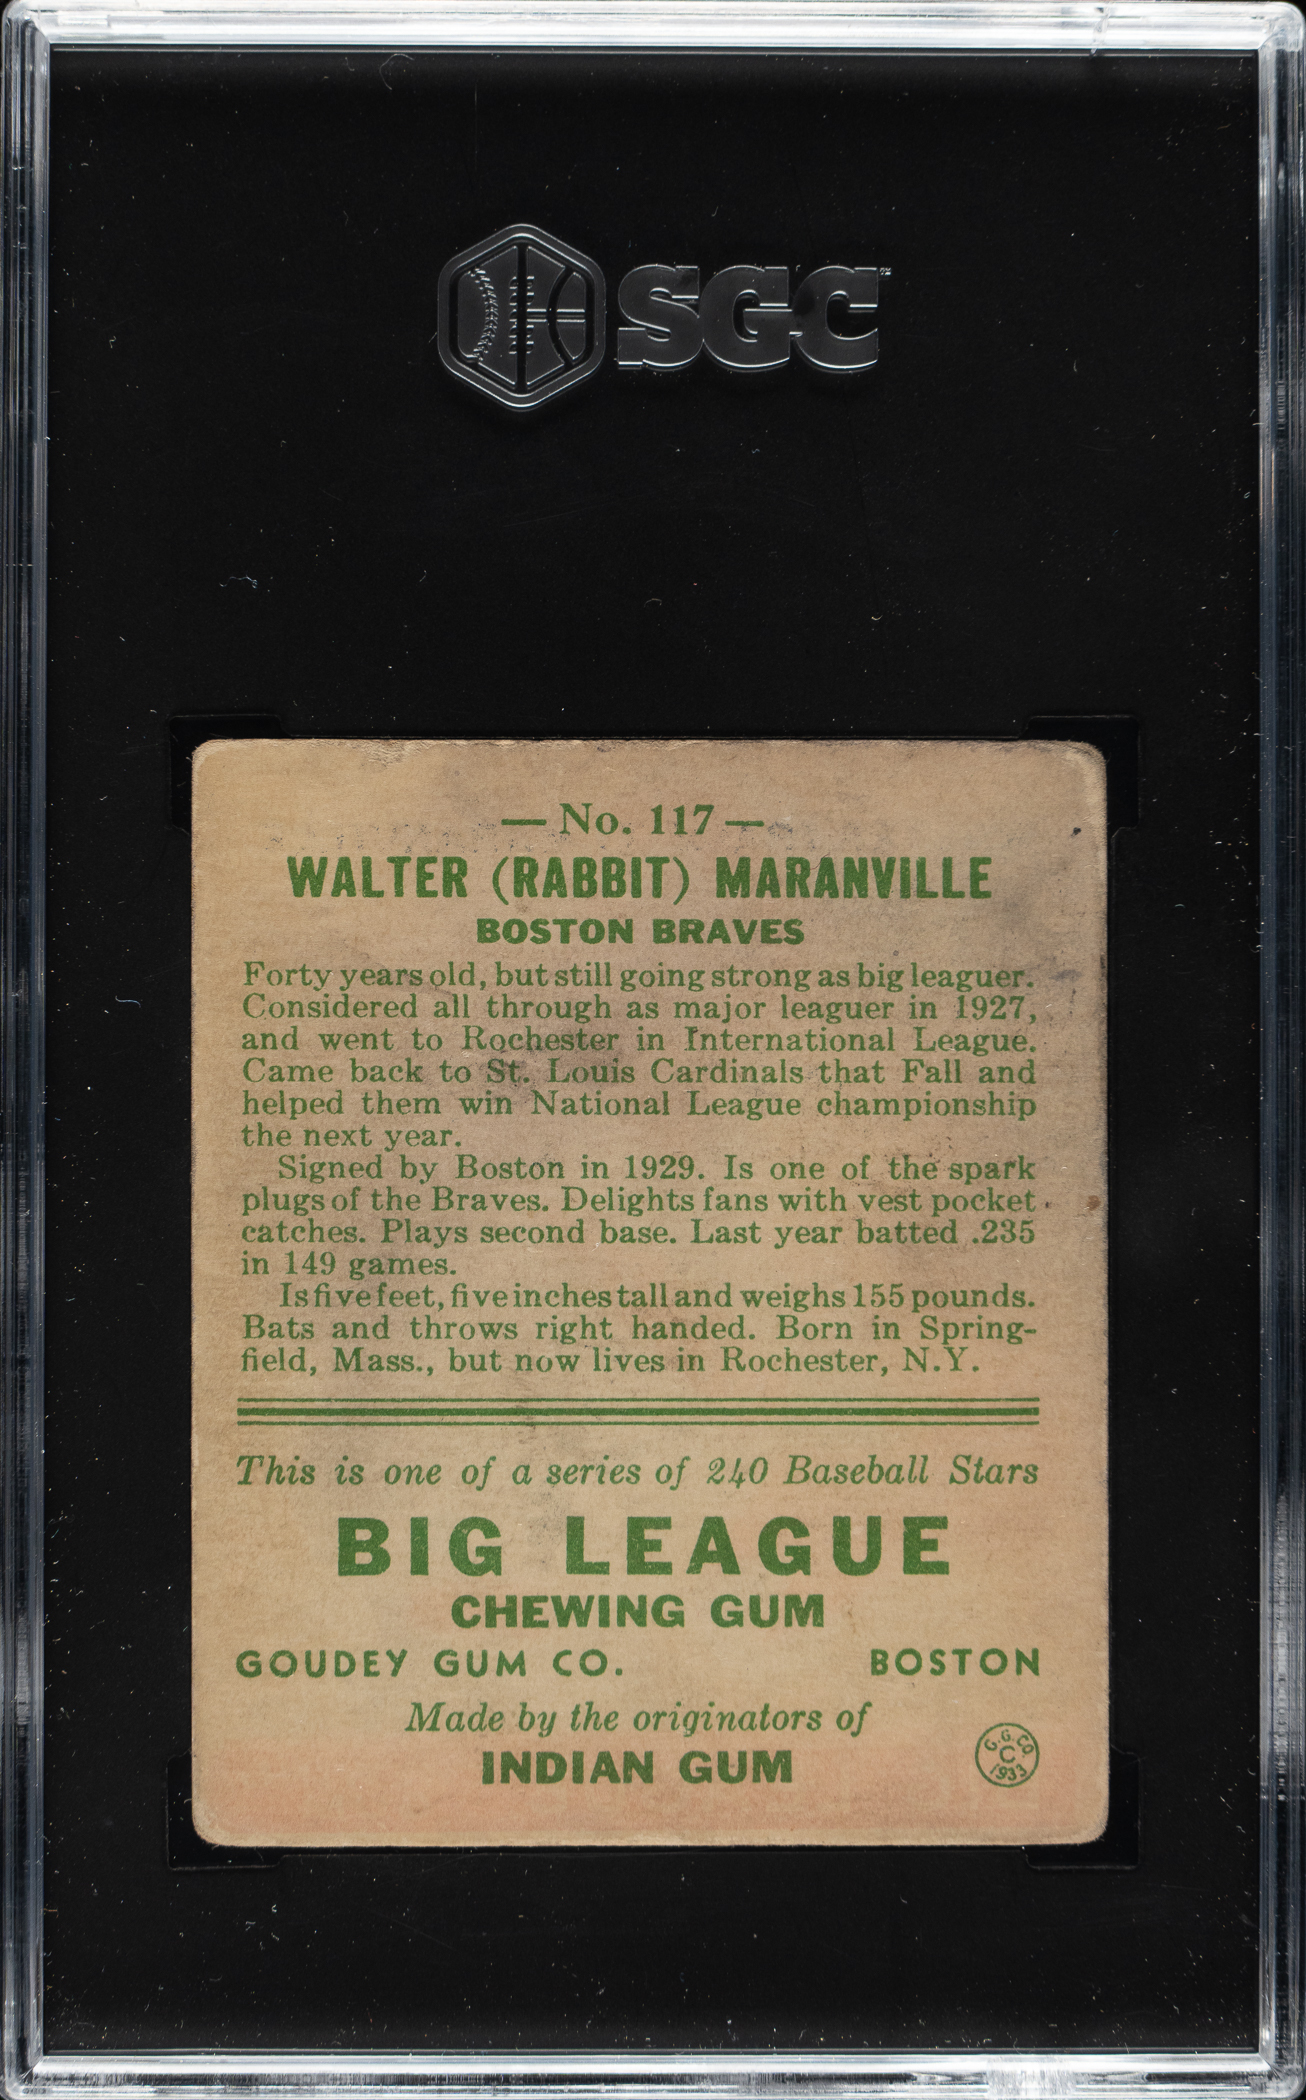 SGC
— No. 117 —
WALTER (RABBIT) MARANVILLE
BOSTON BRAVES
Forty years old, but still going strong as big leaguer.
Considered all through as major leaguer in 1927,
and went to Rochester in International League.
Came back to St. Louis Cardinals that Fall and
helped them win National League championship
the next year.
Signed by Boston in 1929. Is one of the spark
plugs of the Braves. Delights fans with vest pocket
catches. Plays second base. Last year batted .235
in 149 games.
Is five feet, five inches tall and weighs 155 pounds.
Bats and throws right handed. Born in Spring-
field, Mass., but now lives in Rochester, N.Y.
This is one of a series of 240 Baseball Stars
BIG LEAGUE
CHEWING GUM
GOUDEY GUM CO. BOSTON
Made by the originators of
INDIAN GUM
G.G.CO.
C
1933